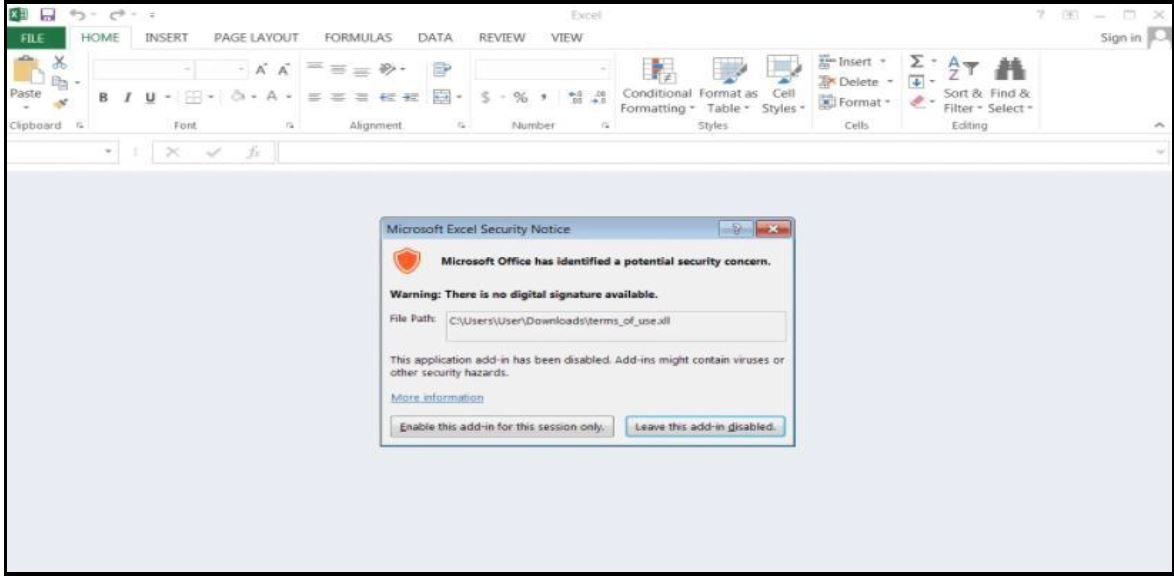 Excel
FILE HOME INSERT PAGE LAYOUT FORMULAS DATA REVIEW VIEW Sign in
Paste
B I U
A A
$ % ,
Conditional Formatting
Format as Table
Cell Styles
Insert
Delete
Format
Sort & Filter
Find & Select
Clipboard Font Alignment Number Styles Cells Editing
fx
Microsoft Excel Security Notice
Microsoft Office has identified a potential security concern.
Warning: There is no digital signature available.
File Path: C:\Users\User\Downloads\terms_of_use.xll
This application add-in has been disabled. Add-ins might contain viruses or
other security hazards.
More information
Enable this add-in for this session only. Leave this add-in disabled.